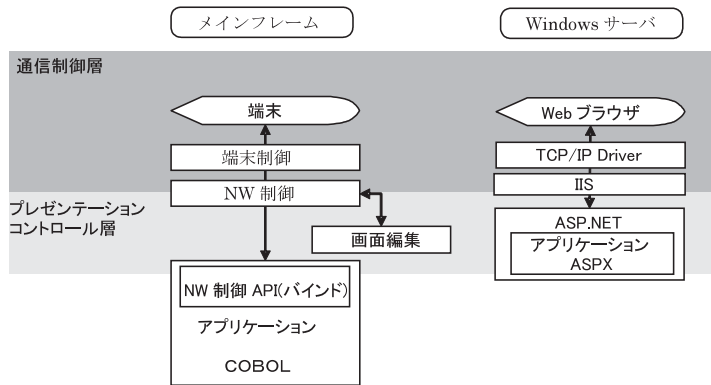 メインフレーム
Windows サーバ
通信制御層
端末
Web ブラウザ
端末制御
TCP/IP Driver
NW 制御
IIS
プレゼンテーション
コントロール層
画面編集
ASP.NET
アプリケーション
ASPX
NW 制御 API(バインド)
アプリケーション
COBOL